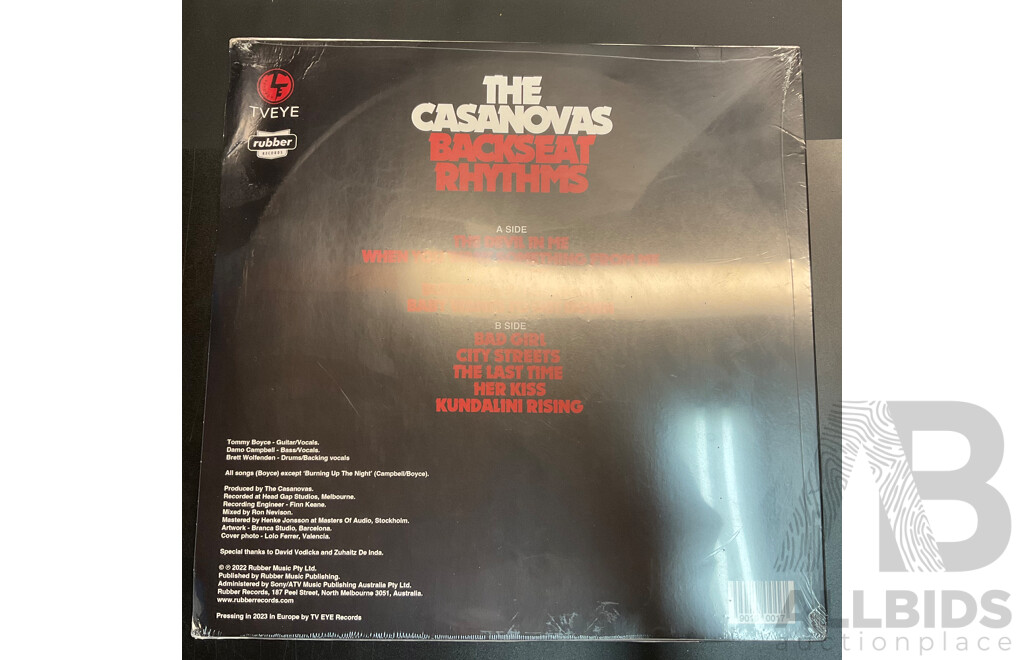 TVEYE
rubber
RECORDS
THE
CASANOVAS
BACKSEAT
RHYTHMS
A SIDE
IN ME
WHEN
B SIDE
BAD GIRL
CITY STREETS
THE LAST TIME
HER KISS
KUNDALINI RISING
Tommy Boyce - Guitar/Vocals.
Damo Campbell - Bass/Vocals.
Brett Wolfenden - Drums/Backing vocals
All songs (Boyce) except 'Burning Up The Night' (Campbell/Boyce).
Produced by The Casanovas.
Recorded at Head Gap Studios, Melbourne.
Recording Engineer - Finn Keane.
Mixed by Ron Nevison.
Mastered by Henke Jonsson at Masters Of Audio, Stockholm.
Artwork - Branca Studio, Barcelona.
Cover photo - Lolo Ferrer, Valencia.
Special thanks to David Vodicka and Zuhaitz De Inda.
© ℗ 2022 Rubber Music Pty Ltd.
Published by Rubber Music Publishing.
Administered by Sony/ATV Music Publishing Australia Pty Ltd.
Rubber Records, 187 Peel Street, North Melbourne 3051, Australia.
www.rubberrecords.com
Pressing in 2023 in Europe by TV EYE Records
AB
ALLBIDS
auctionplace